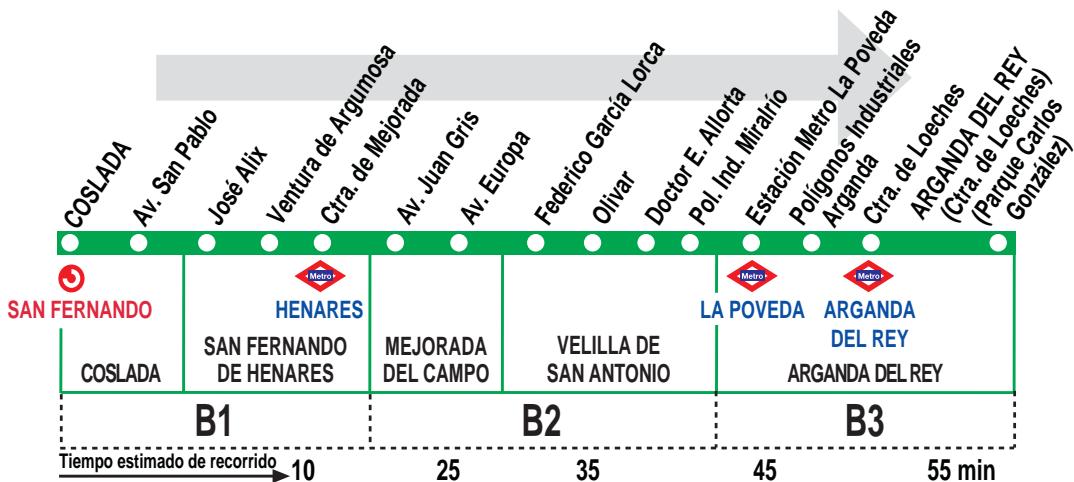 COSLADA
Av. San Pablo
José Alix
Ventura de Argumosa
Ctra. de Mejorada
Av. Juan Gris
Av. Europa
Federico García Lorca
Olivar
Doctor E. Allorta
Pol. Ind. Miralrío
Estación Metro La Poveda
Polígonos Industriales
Arganda
Ctra. de Loeches
ARGANDA DEL REY
(Ctra. de Loeches)
(Parque Carlos
González)
Metro
Metro
Metro
SAN FERNANDO
HENARES
LA POVEDA
ARGANDA
DEL REY
COSLADA
SAN FERNANDO
DE HENARES
MEJORADA
DEL CAMPO
VELILLA DE
SAN ANTONIO
ARGANDA DEL REY
B1
B2
B3
Tiempo estimado de recorrido
10
25
35
45
55 min